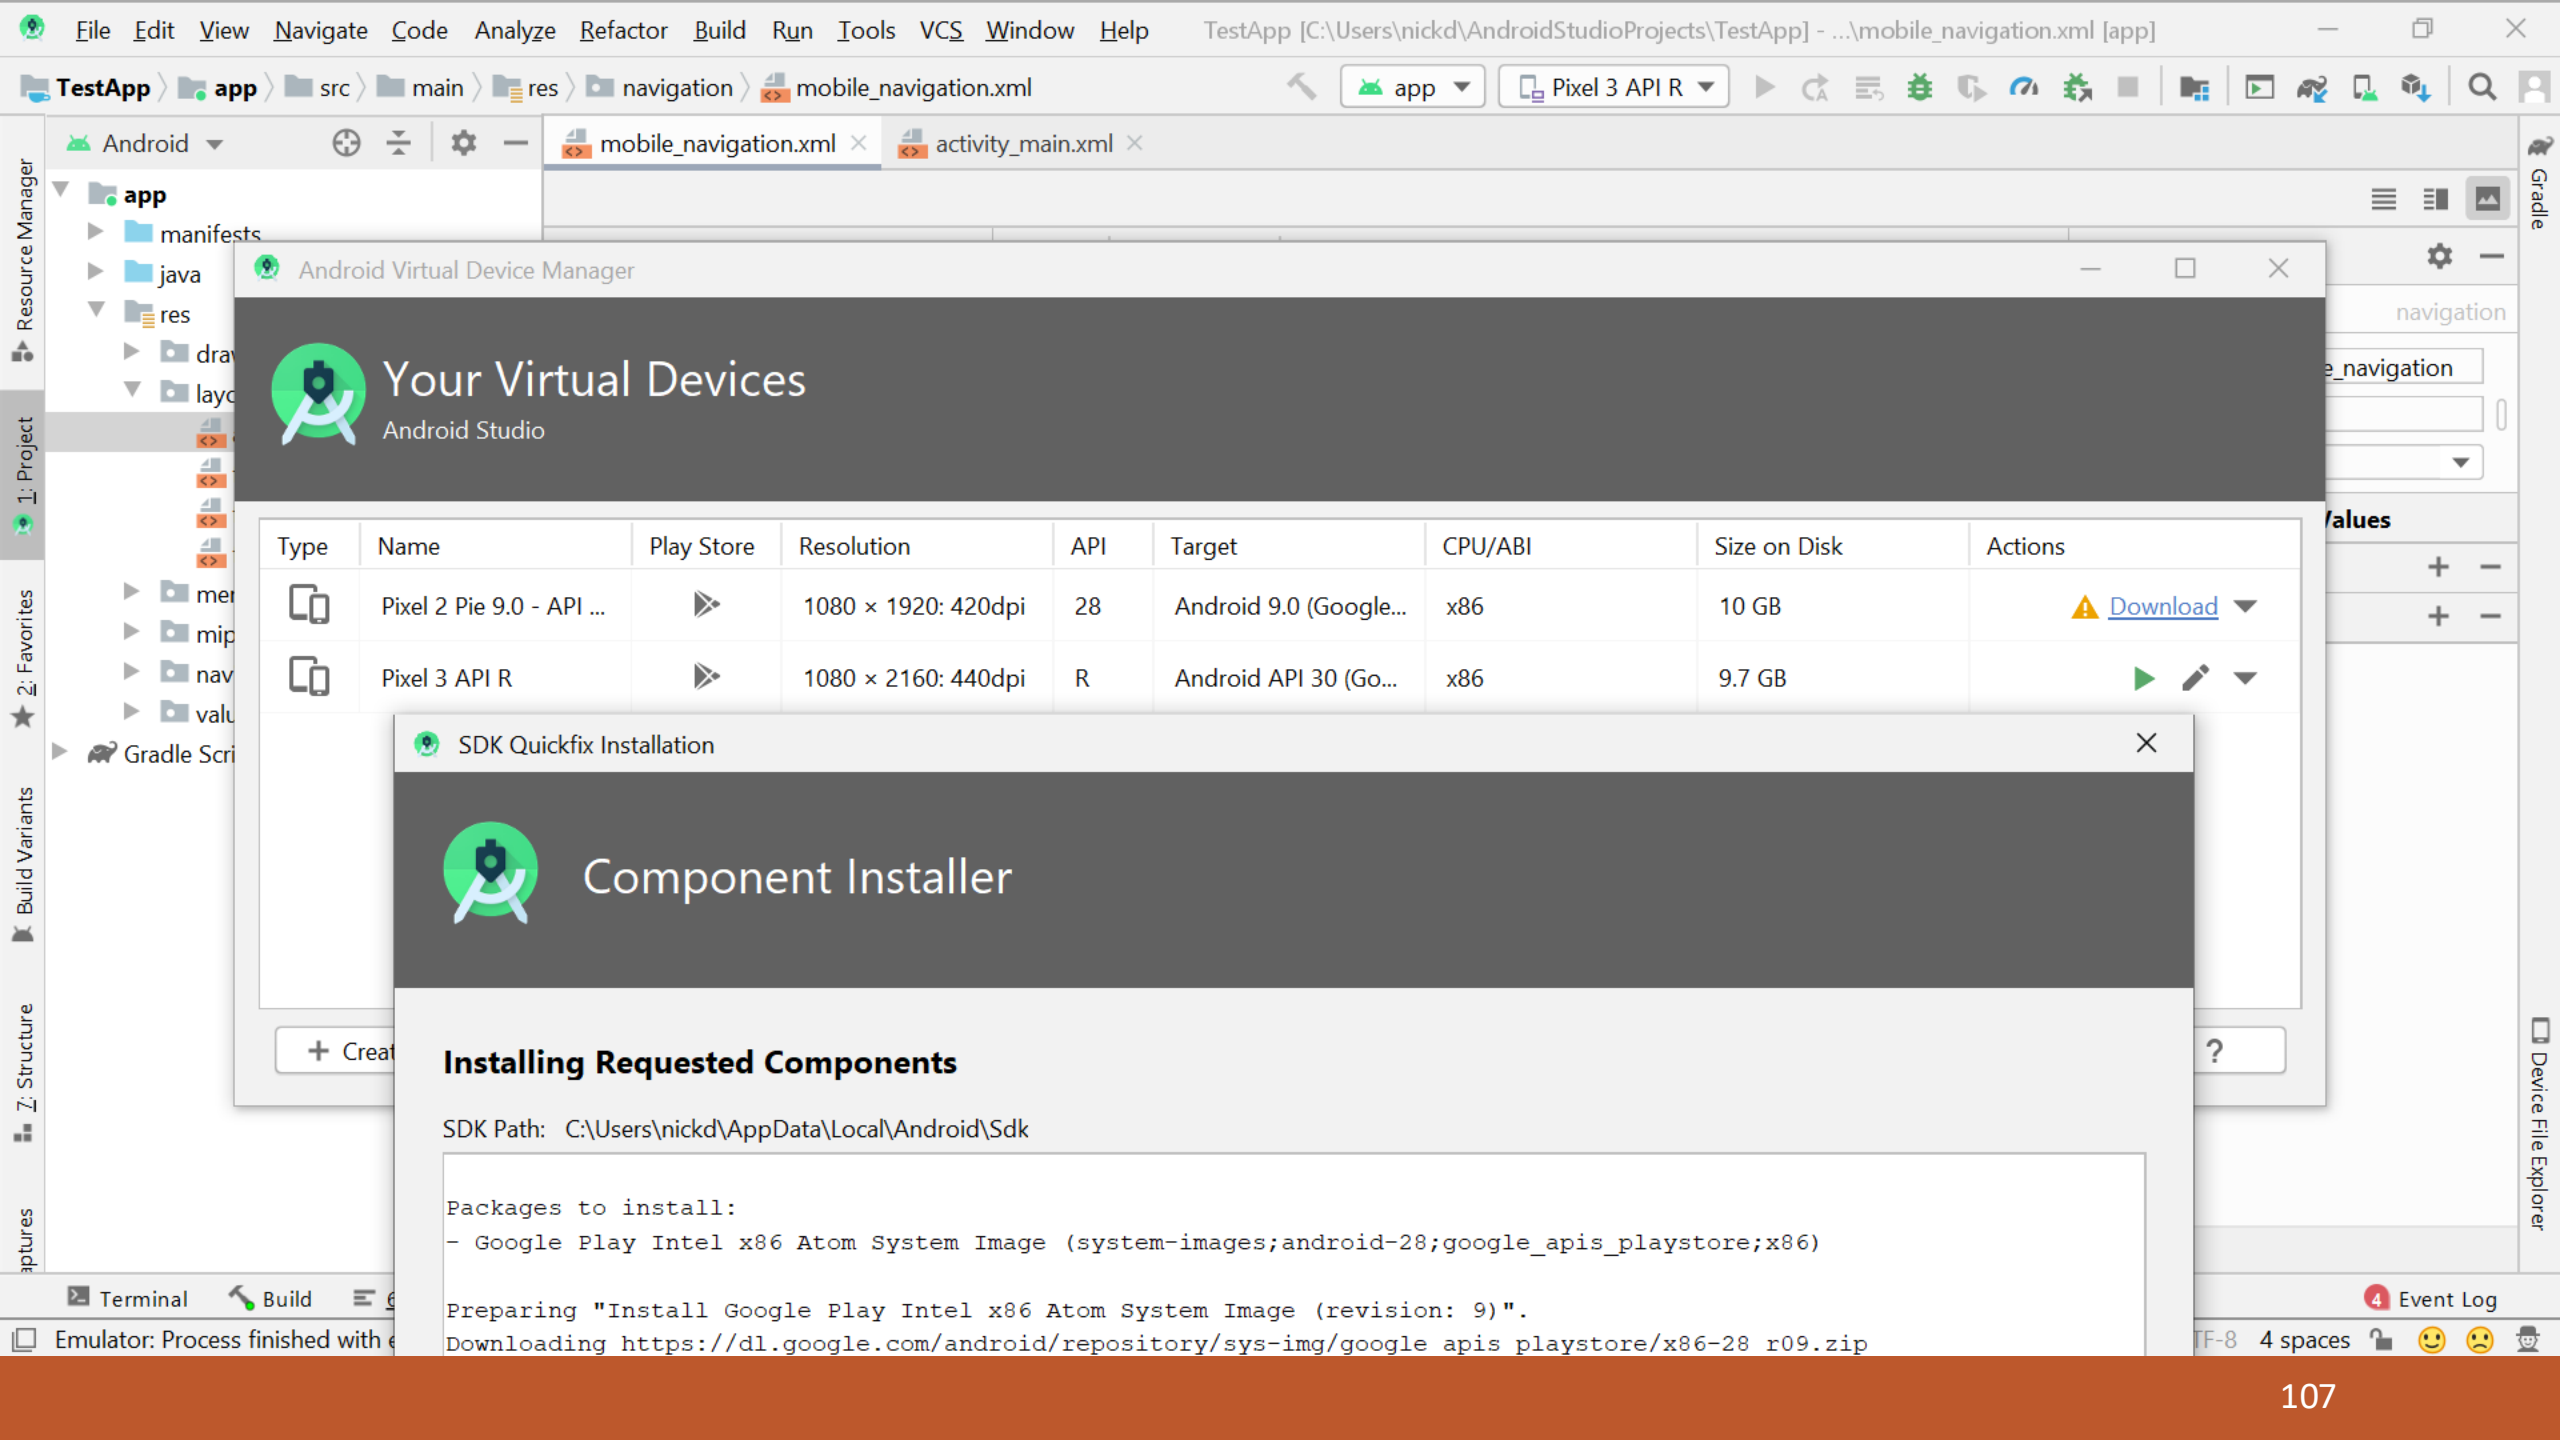 File Edit View Navigate Code Analyze Refactor Build Run Tools VCS Window Help TestApp [C:\Users\nickd\AndroidStudioProjects\TestApp] - ...\mobile_navigation.xml [app]
TestApp app src main res navigation mobile_navigation.xml app Pixel 3 API R
Android mobile_navigation.xml activity_main.xml
Resource Manager
1: Project
2: Favorites
Build Variants
7: Structure
app
manifests
java
res
Gradle
Device File Explorer
navigation
e_navigation
Android Virtual Device Manager
Your Virtual Devices
Android Studio
Type Name Play Store Resolution API Target CPU/ABI Size on Disk Actions
Pixel 2 Pie 9.0 - API ... 1080 × 1920: 420dpi 28 Android 9.0 (Google... x86 10 GB Download
Pixel 3 API R 1080 × 2160: 440dpi R Android API 30 (Go... x86 9.7 GB
Gradle Scri
SDK Quickfix Installation
Component Installer
+ Creat ?
Installing Requested Components
SDK Path: C:\Users\nickd\AppData\Local\Android\Sdk
Packages to install:
- Google Play Intel x86 Atom System Image (system-images;android-28;google_apis_playstore;x86)
Preparing "Install Google Play Intel x86 Atom System Image (revision: 9)".
Downloading https://dl.google.com/android/repository/sys-img/google_apis_playstore/x86-28_r09.zip
Terminal Build 6 4 Event Log
Emulator: Process finished with e TF-8 4 spaces
107